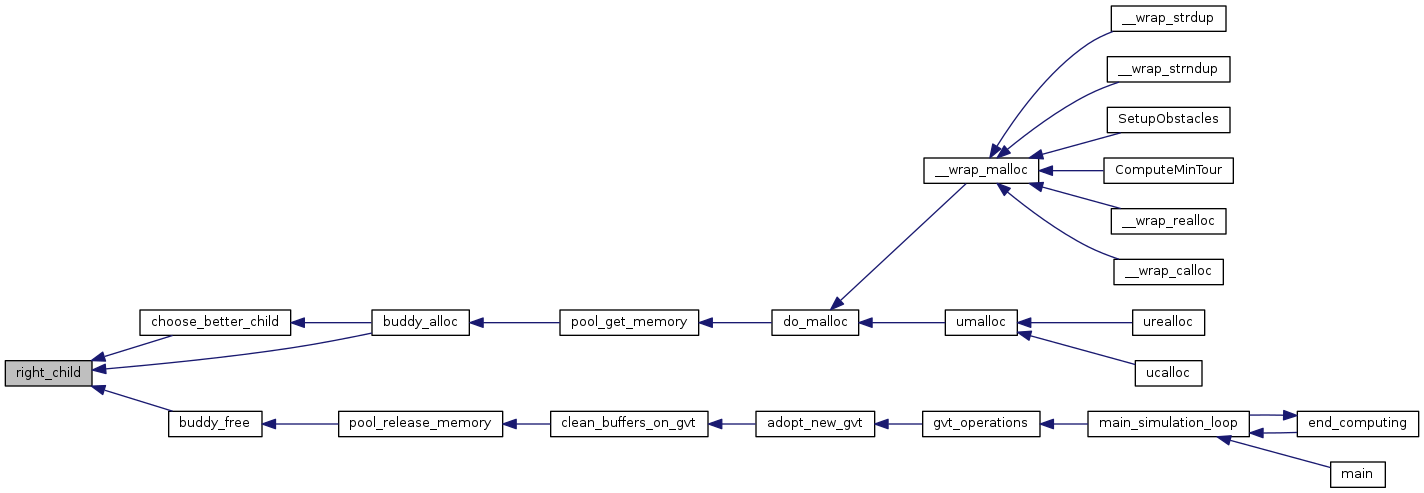 __wrap_strdup
__wrap_strndup
SetupObstacles
__wrap_malloc
ComputeMinTour
__wrap_realloc
__wrap_calloc
choose_better_child
buddy_alloc
pool_get_memory
do_malloc
umalloc
urealloc
right_child
ucalloc
buddy_free
pool_release_memory
clean_buffers_on_gvt
adopt_new_gvt
gvt_operations
main_simulation_loop
end_computing
main